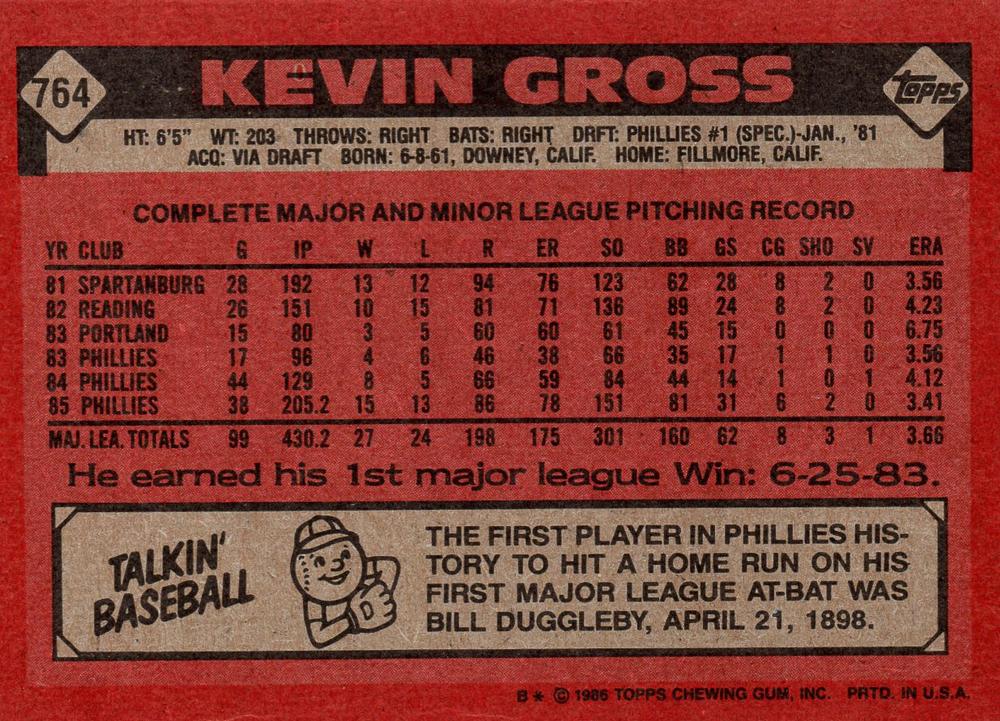 764
KEVIN GROSS
Topps
HT: 6'5" WT: 203 THROWS: RIGHT BATS: RIGHT DRFT: PHILLIES #1 (SPEC.)-JAN., '81
ACQ: VIA DRAFT BORN: 6-8-61, DOWNEY, CALIF. HOME: FILLMORE, CALIF.
COMPLETE MAJOR AND MINOR LEAGUE PITCHING RECORD
YR CLUB G IP W L R ER SO BB GS CG SHO SV ERA
81 SPARTANBURG 28 192 13 12 94 76 123 62 28 8 2 0 3.56
82 READING 26 151 10 15 81 71 136 89 24 8 2 0 4.23
83 PORTLAND 15 80 3 5 60 60 61 45 15 0 0 0 6.75
83 PHILLIES 17 96 4 6 46 38 66 35 17 1 1 0 3.56
84 PHILLIES 44 129 8 5 66 59 84 44 14 1 0 1 4.12
85 PHILLIES 38 205.2 15 13 86 78 151 81 31 6 2 0 3.41
MAJ. LEA. TOTALS 99 430.2 27 24 198 175 301 160 62 8 3 1 3.66
He earned his 1st major league Win: 6-25-83.
TALKIN'
BASEBALL
THE FIRST PLAYER IN PHILLIES HIS-
TORY TO HIT A HOME RUN ON HIS
FIRST MAJOR LEAGUE AT-BAT WAS
BILL DUGGLEBY, APRIL 21, 1898.
B* © 1986 TOPPS CHEWING GUM, INC. PRTD. IN U.S.A.